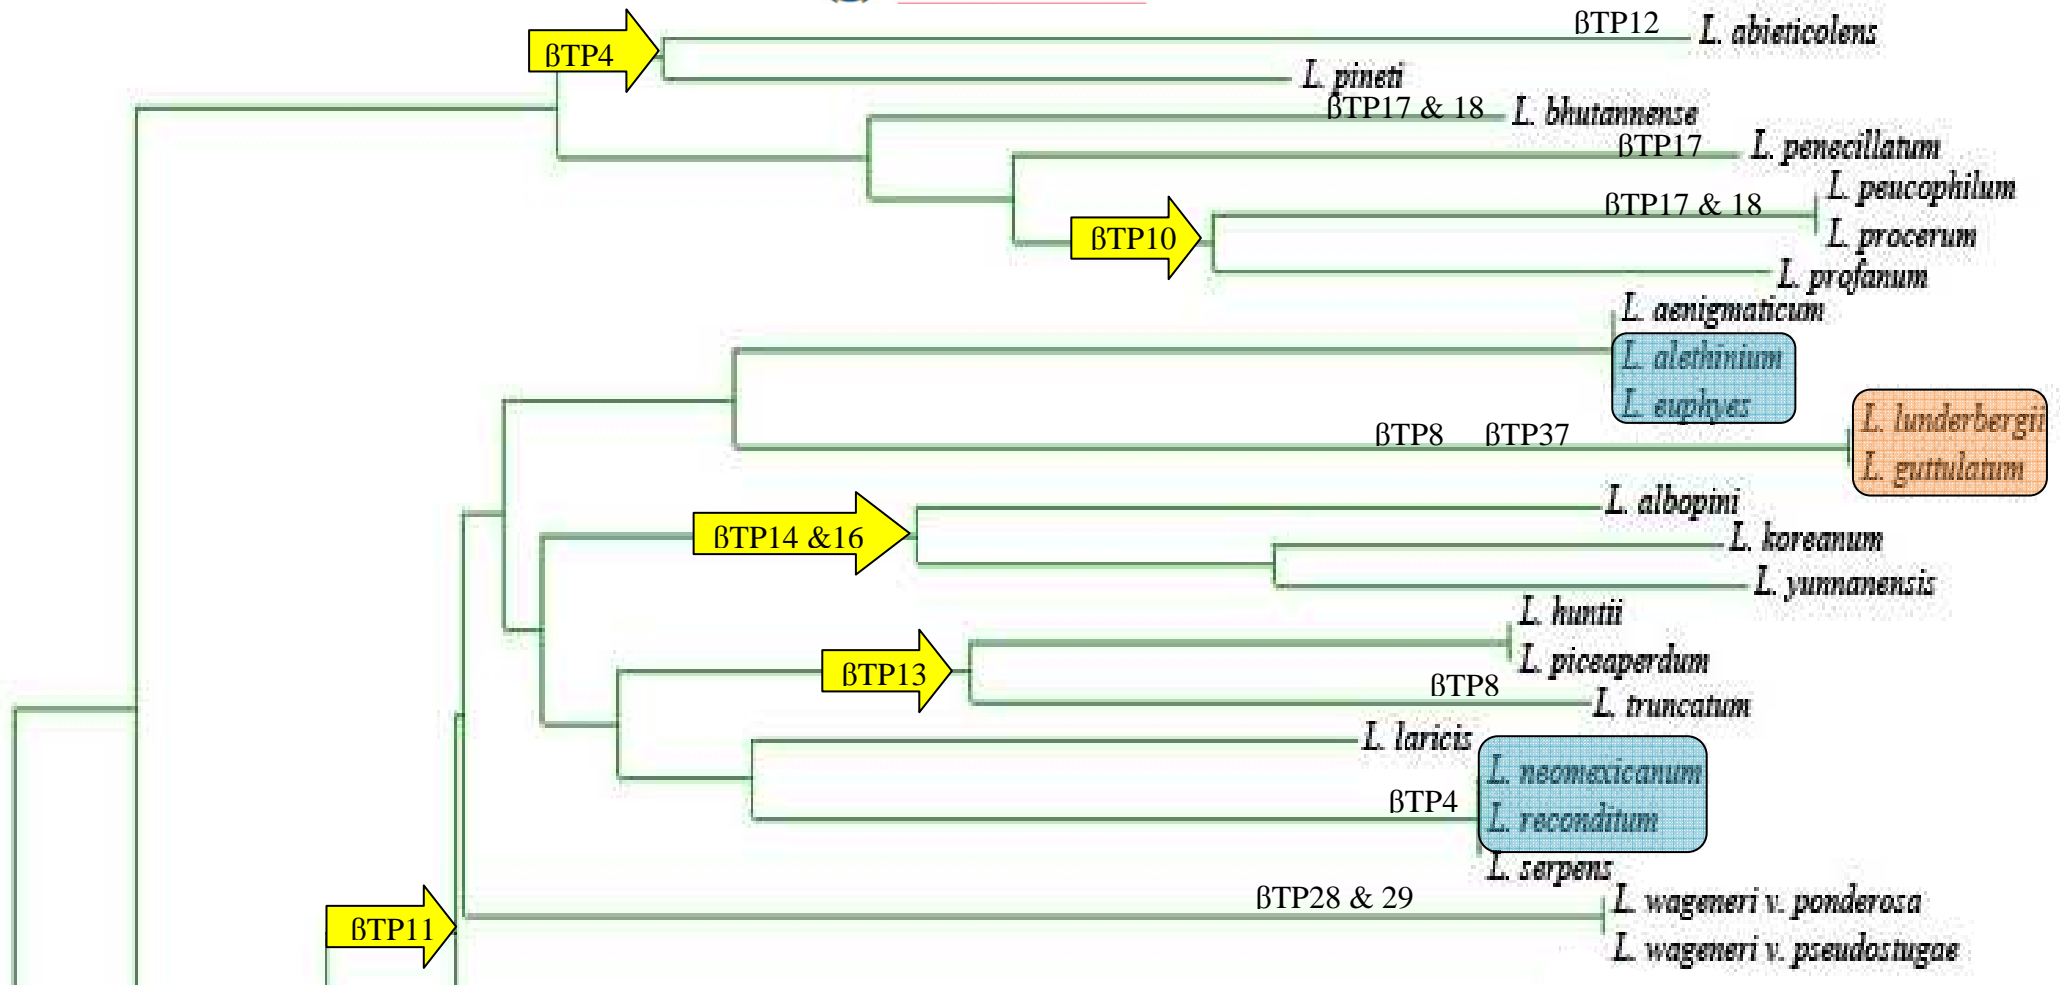 βTP12
L. abieticolens
βTP4
L. pineti
βTP17 & 18
L. bhutannense
βTP17
L. penecillatum
L. peucophilum
βTP17 & 18
βTP10
L. procerum
L. profanum
L. aenigmaticum
L. alethinium
L. euphyes
L. lunderbergii
βTP8
βTP37
L. guttulatum
L. albopini
βTP14 &16
L. koreanum
L. yunnanensis
L. huntii
L. piceaperdum
βTP13
βTP8
L. truncatum
L. laricis
L. neomexicanum
βTP4
L. reconditum
L. serpens
βTP28 & 29
L. wageneri v. ponderosa
βTP11
L. wageneri v. pseudostugae